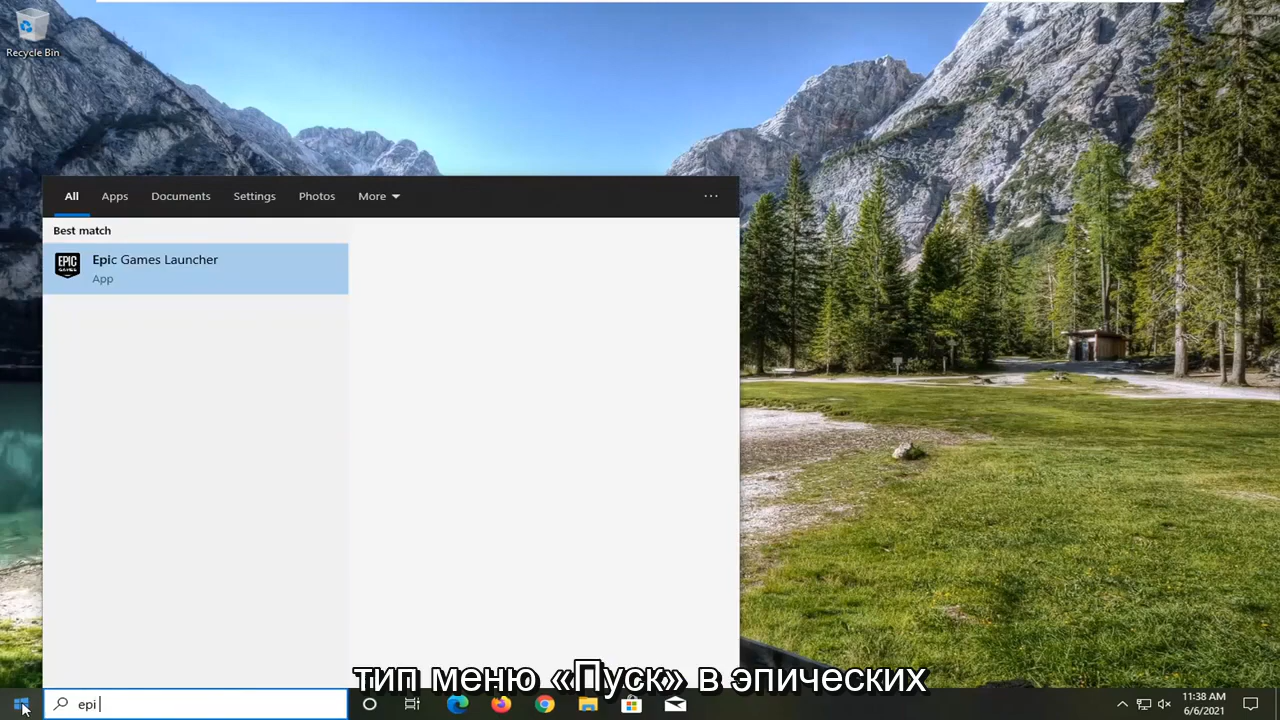 Recycle Bin
All Apps Documents Settings Photos More ...
Best match
EPIC
GAMES
Epic Games Launcher
App
тип меню «Пуск» в эпических
epi
11:38 AM
6/6/2021